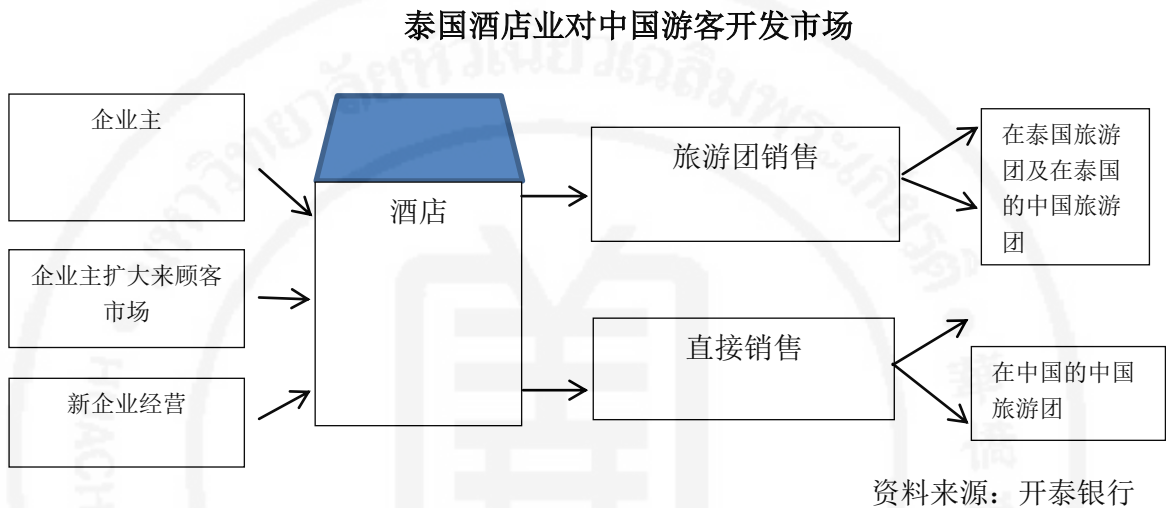 泰国酒店业对中国游客开发市场
企业主
企业主扩大来顾客
市场
新企业经营
酒店
旅游团销售
直接销售
在泰国旅游
团及在泰国
的中国旅游
团
在中国的中国
旅游团
资料来源：开泰银行